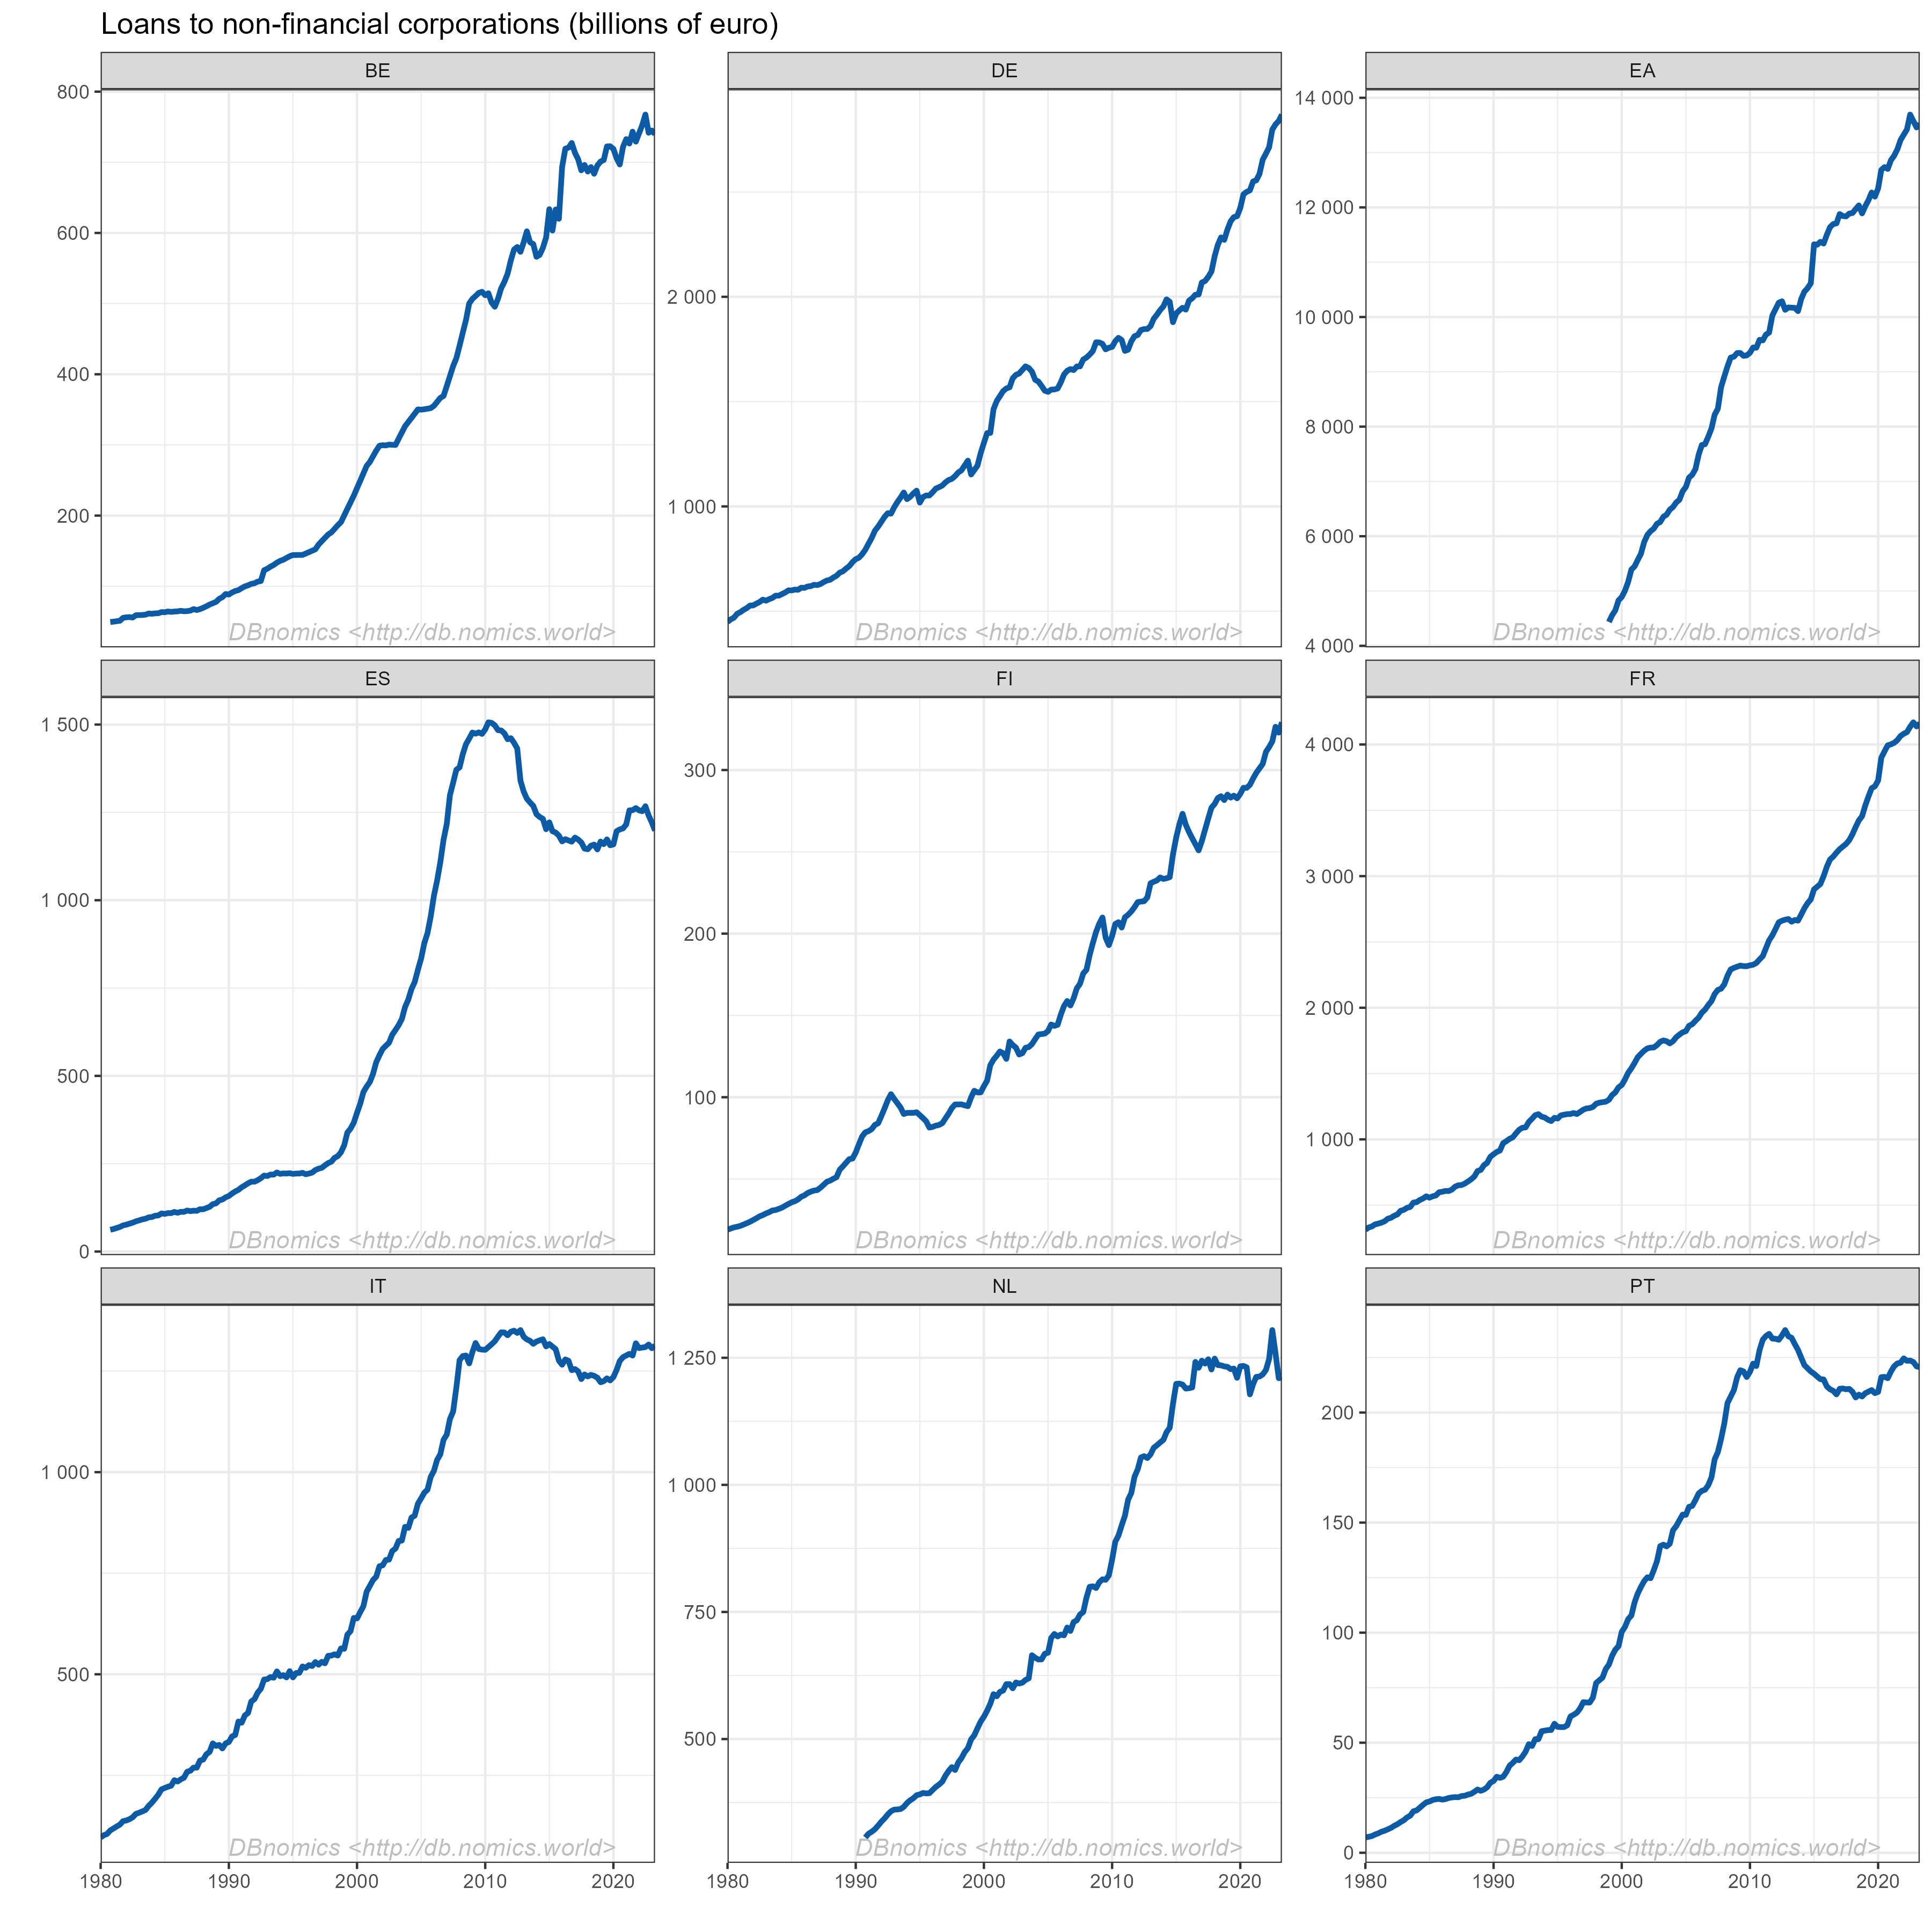 Loans to non-financial corporations (billions of euro)
BE
DE
EA
800
600
400
200
DBnomics <http://db.nomics.world>
2 000
1 000
DBnomics <http://db.nomics.world>
14 000
12 000
10 000
8 000
6 000
4 000
DBnomics <http://db.nomics.world>
ES
FI
FR
1 500
1 000
500
0
DBnomics <http://db.nomics.world>
300
200
100
DBnomics <http://db.nomics.world>
4 000
3 000
2 000
1 000
DBnomics <http://db.nomics.world>
IT
NL
PT
1 000
500
DBnomics <http://db.nomics.world>
1 250
1 000
750
500
DBnomics <http://db.nomics.world>
200
150
100
50
0
DBnomics <http://db.nomics.world>
1980 1990 2000 2010 2020
1980 1990 2000 2010 2020
1980 1990 2000 2010 2020